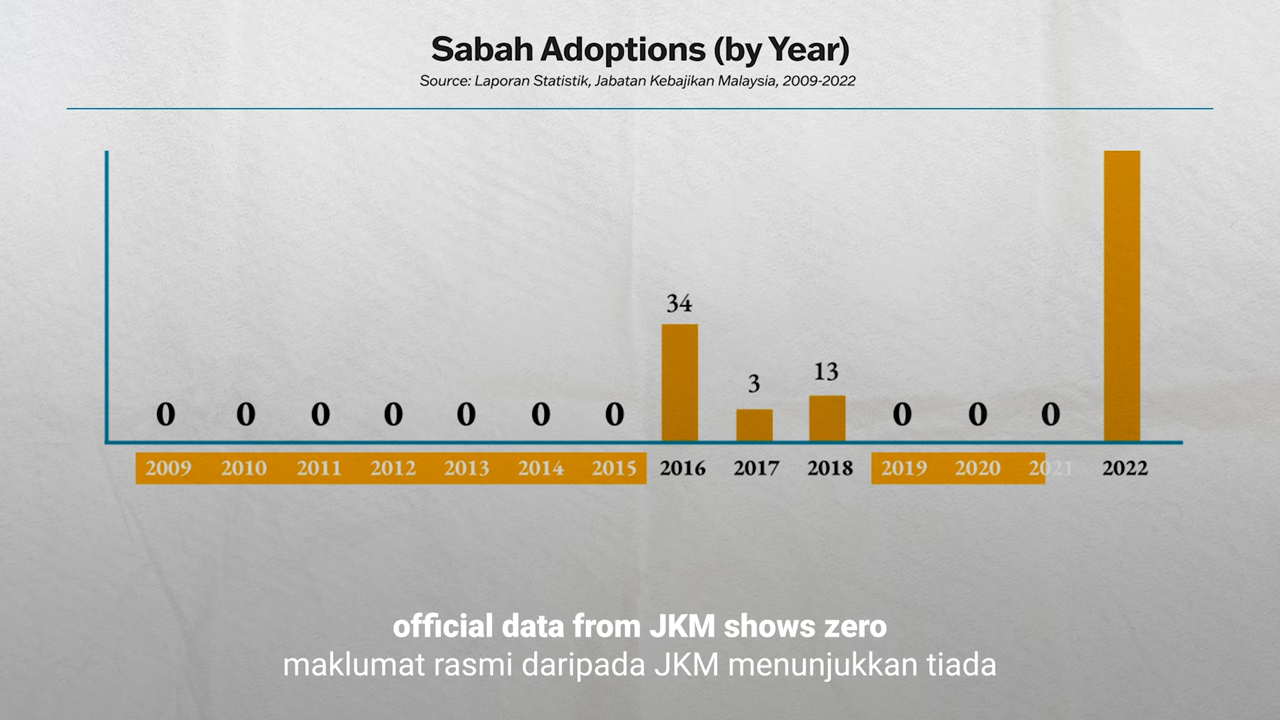 Sabah Adoptions (by Year)
Source: Laporan Statistik, Jabatan Kebajikan Malaysia, 2009-2022
34
13
3
0 0 0 0 0 0 0 0 0 0
2009 2010 2011 2012 2013 2014 2015 2016 2017 2018 2019 2020 2021 2022
official data from JKM shows zero
maklumat rasmi daripada JKM menunjukkan tiada